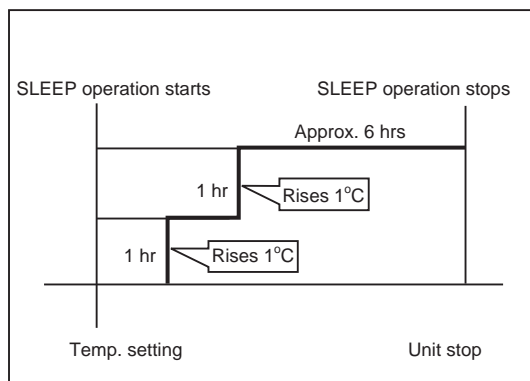 SLEEP operation starts
SLEEP operation stops
Approx. 6 hrs
1 hr
Rises 1°C
1 hr
Rises 1°C
Temp. setting
Unit stop